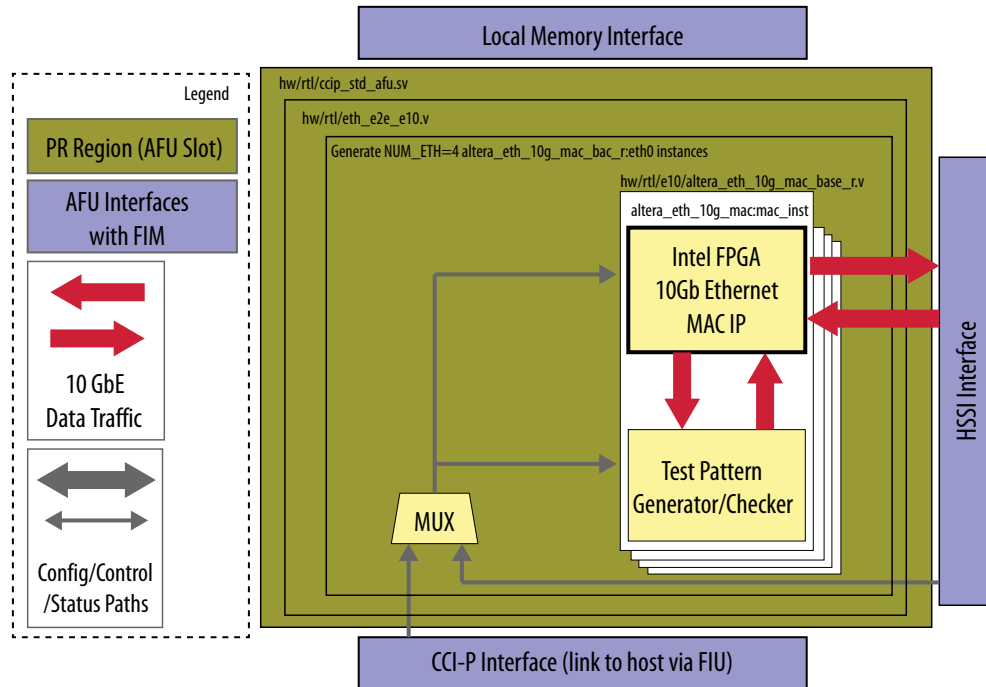 Local Memory Interface
Legend
PR Region (AFU Slot)
AFU Interfaces
with FIM
10 GbE
Data Traffic
Config/Control
/Status Paths
hw/rtl/ccip_std_afu.sv
hw/rtl/eth_e2e_e10.v
Generate NUM_ETH=4 altera_eth_10g_mac_bac_r:eth0 instances
hw/rtl/e10/altera_eth_10g_mac_base_r.v
altera_eth_10g_mac:mac_inst
Intel FPGA
10Gb Ethernet
MAC IP
Test Pattern
Generator/Checker
MUX
HSSI Interface
CCI-P Interface (link to host via FIU)